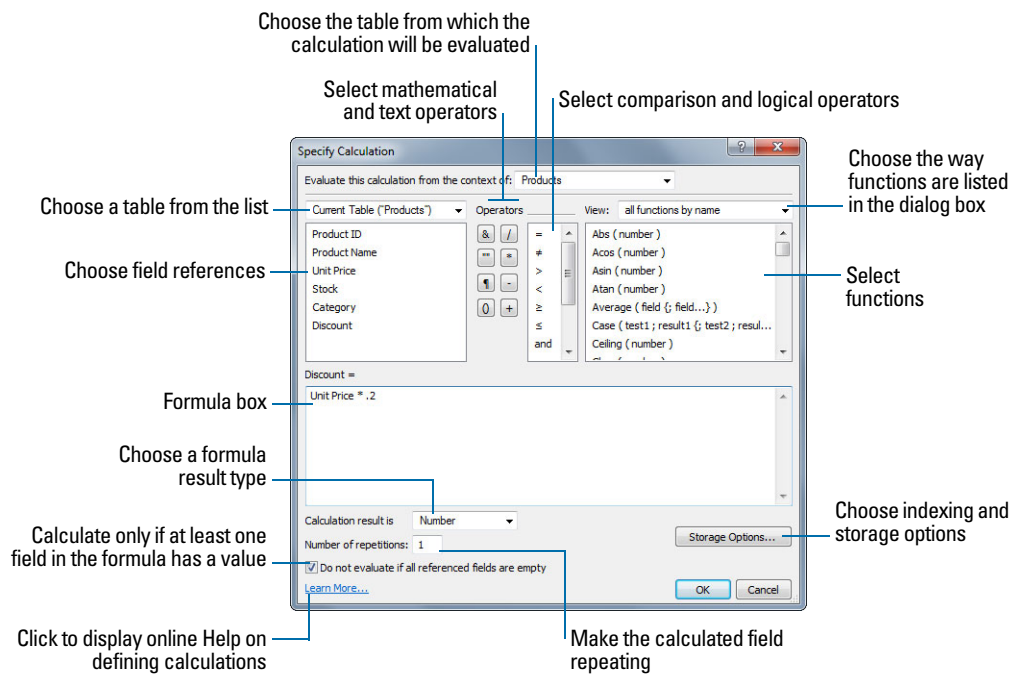 Choose the table from which the
calculation will be evaluated
Select mathematical
and text operators
Select comparison and logical operators
Specify Calculation
?
Evaluate this calculation from the context of: Products
Choose the way
functions are listed
in the dialog box
Choose a table from the list
Current Table ("Products")
Operators
View: all functions by name
Choose field references
Product ID
Product Name
Unit Price
Stock
Category
Discount
& /
"" *
¶ -
() +
=
≠
>
<
≥
≤
and
Abs ( number )
Acos ( number )
Asin ( number )
Atan ( number )
Average ( field {; field...} )
Case ( test1 ; result1 {; test2 ; resul...
Ceiling ( number )
Select
functions
Discount =
Formula box
Unit Price * .2
Choose a formula
result type
Calculation result is Number
Number of repetitions: 1
Storage Options...
Choose indexing and
storage options
Calculate only if at least one
field in the formula has a value
Do not evaluate if all referenced fields are empty
Learn More...
OK
Cancel
Click to display online Help on
defining calculations
Make the calculated field
repeating